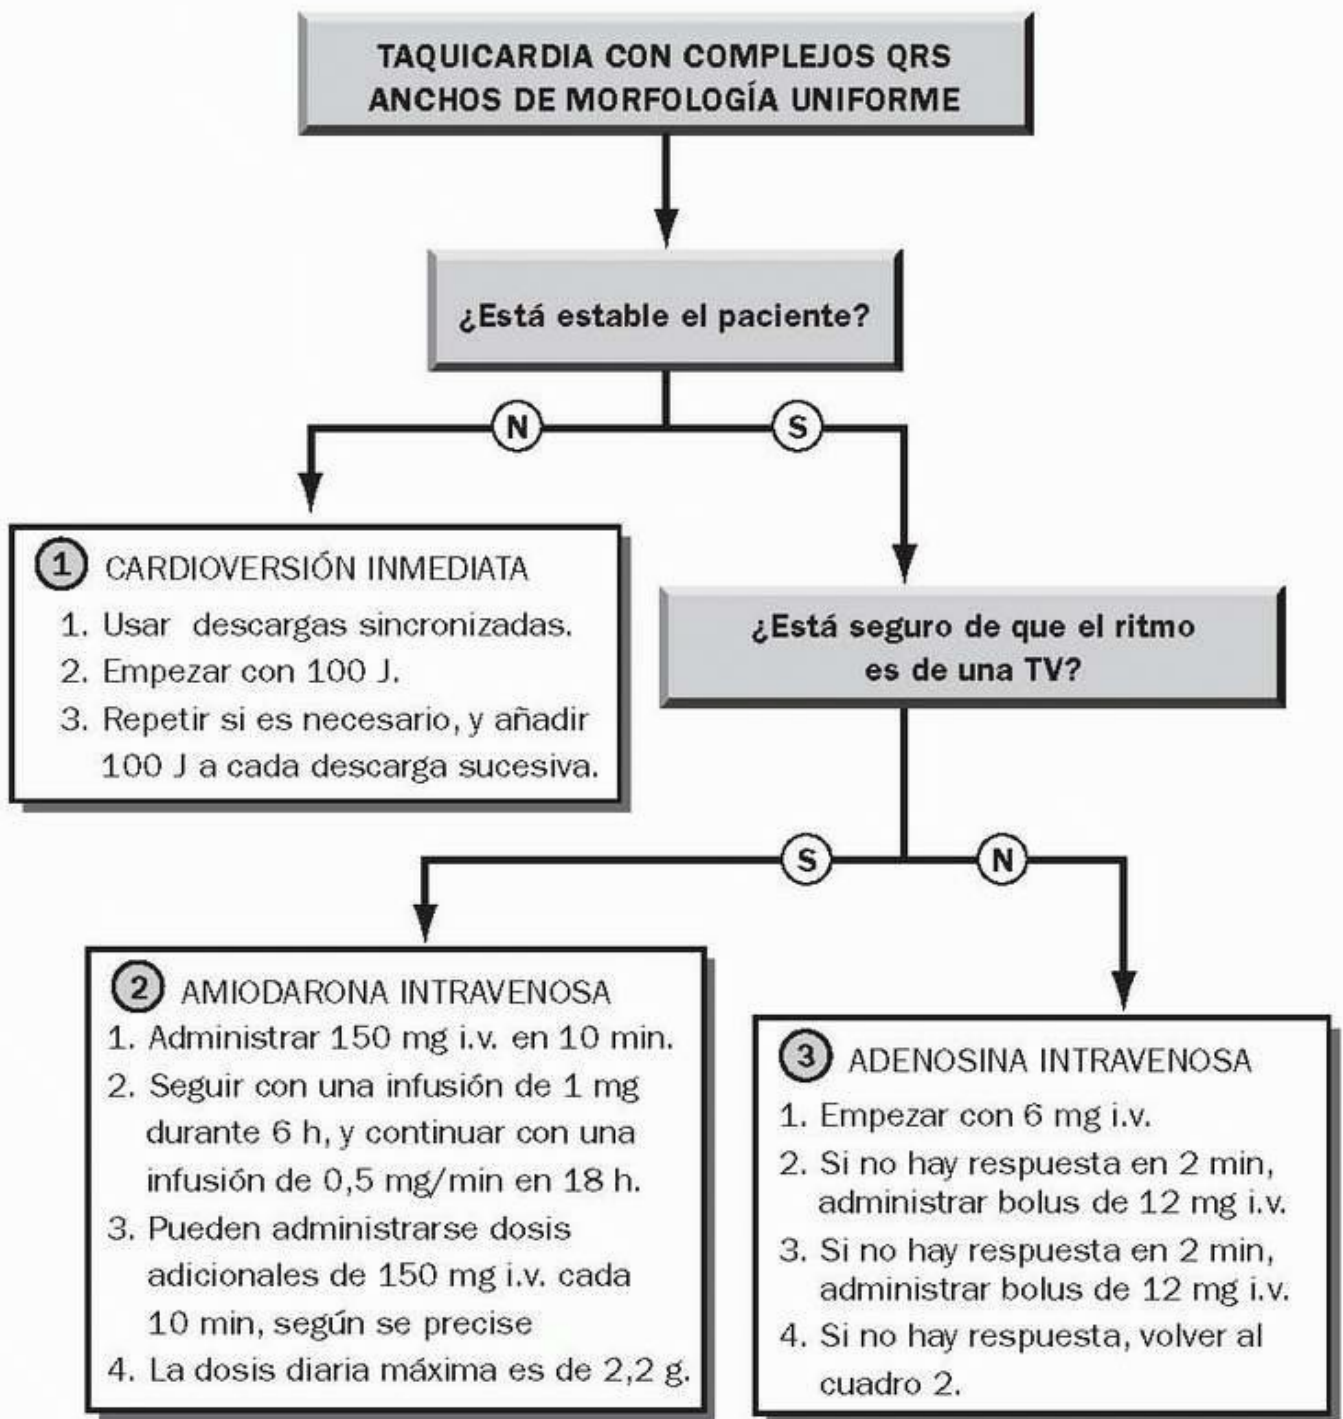 TAQUICARDIA CON COMPLEJOS QRS
ANCHOS DE MORFOLOGÍA UNIFORME
¿Está estable el paciente?
N
S
1 CARDIOVERSIÓN INMEDIATA
1. Usar descargas sincronizadas.
2. Empezar con 100 J.
3. Repetir si es necesario, y añadir
100 J a cada descarga sucesiva.
¿Está seguro de que el ritmo
es de una TV?
S
N
2 AMIODARONA INTRAVENOSA
1. Administrar 150 mg i.v. en 10 min.
2. Seguir con una infusión de 1 mg
durante 6 h, y continuar con una
infusión de 0,5 mg/min en 18 h.
3. Pueden administrarse dosis
adicionales de 150 mg i.v. cada
10 min, según se precise
4. La dosis diaria máxima es de 2,2 g.
3 ADENOSINA INTRAVENOSA
1. Empezar con 6 mg i.v.
2. Si no hay respuesta en 2 min,
administrar bolus de 12 mg i.v.
3. Si no hay respuesta en 2 min,
administrar bolus de 12 mg i.v.
4. Si no hay respuesta, volver al
cuadro 2.